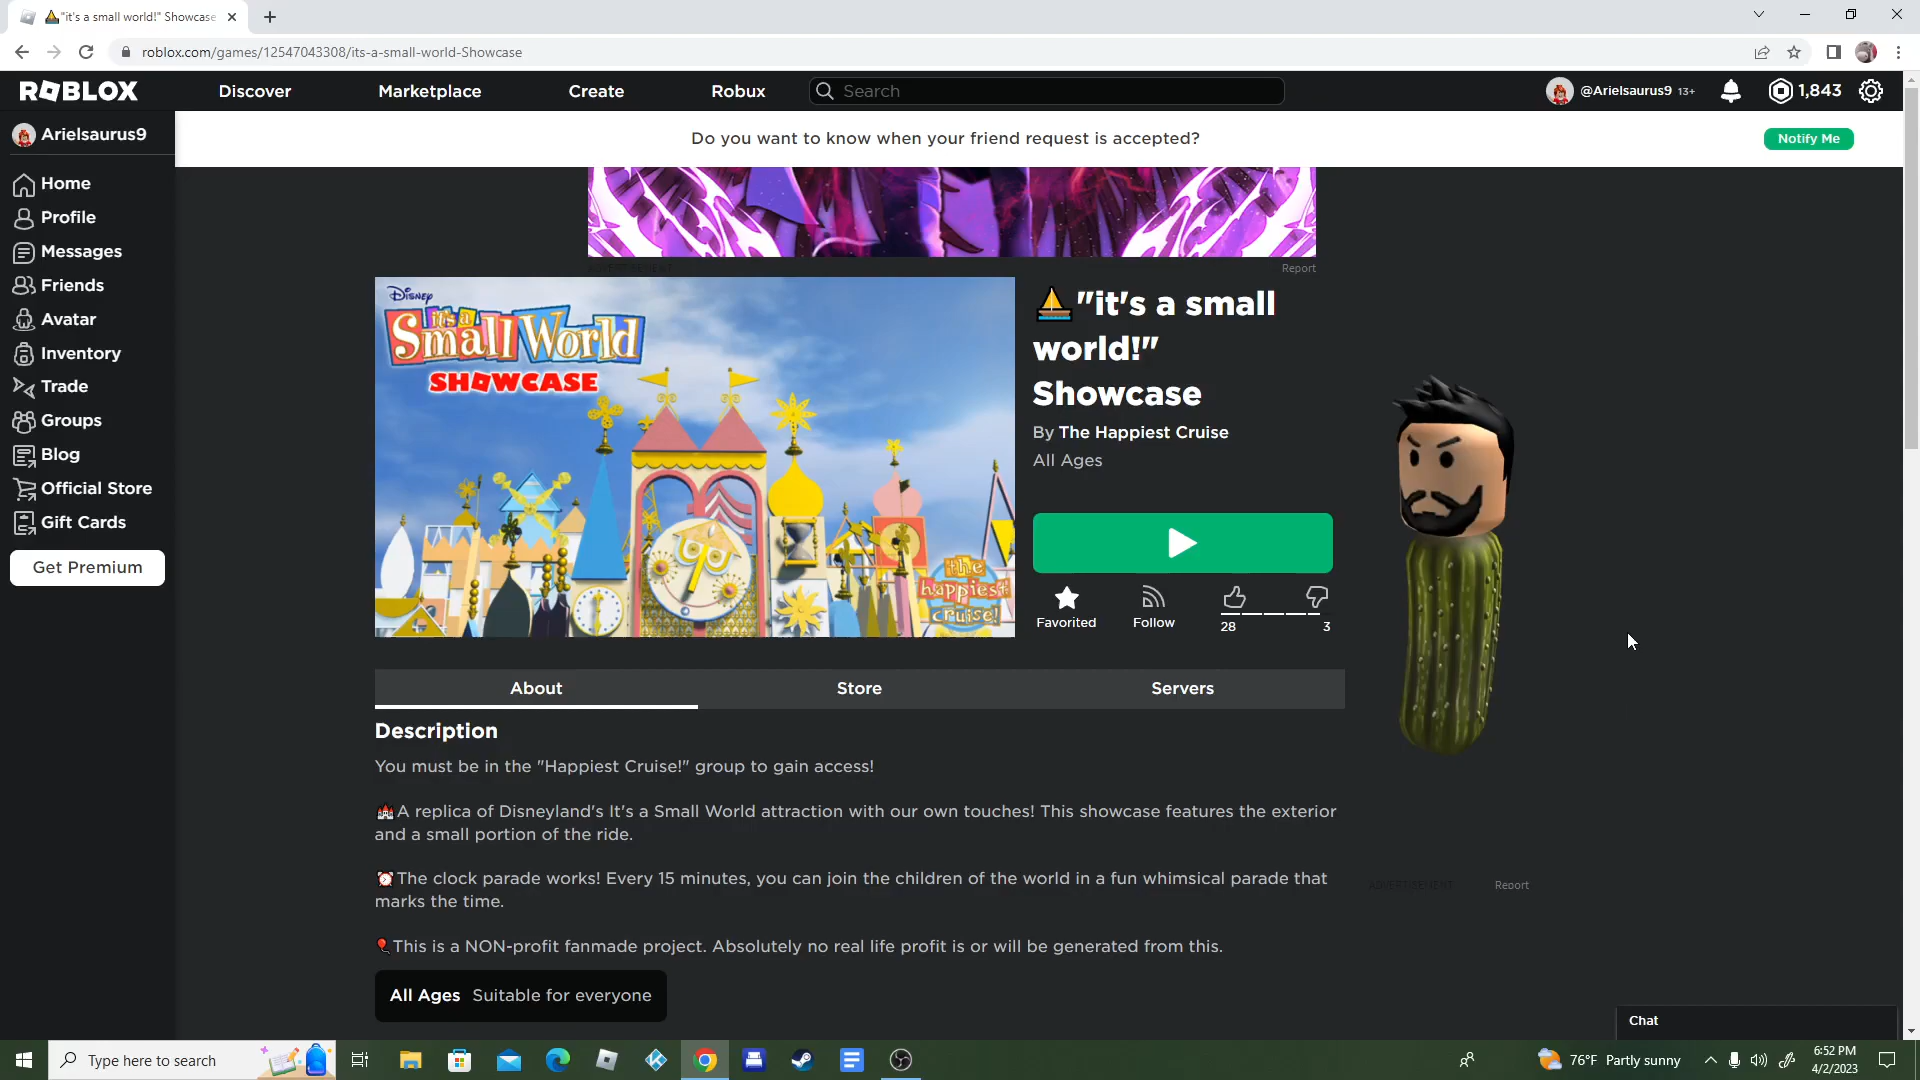 "it's a small world!" Showcase
roblox.com/games/12547043308/its-a-small-world-Showcase
ROBLOX
Discover
Marketplace
Create
Robux
Search
@Arielsaurus9 13+
1,843
Arielsaurus9
Do you want to know when your friend request is accepted?
Notify Me
Home
Profile
Messages
Friends
Avatar
Inventory
Trade
Groups
Blog
Official Store
Gift Cards
Get Premium
ADVERTISEMENT
Report
Disney
it's a
Small World
SHOWCASE
the
happiest
cruise!
"it's a small
world!"
Showcase
By The Happiest Cruise
All Ages
Favorited
Follow
28
3
About
Store
Servers
Description
You must be in the "Happiest Cruise!" group to gain access!
A replica of Disneyland's It's a Small World attraction with our own touches! This showcase features the exterior
and a small portion of the ride.
The clock parade works! Every 15 minutes, you can join the children of the world in a fun whimsical parade that
marks the time.
This is a NON-profit fanmade project. Absolutely no real life profit is or will be generated from this.
ADVERTISEMENT
Report
All Ages Suitable for everyone
Chat
Type here to search
76°F Partly sunny
6:52 PM
4/2/2023